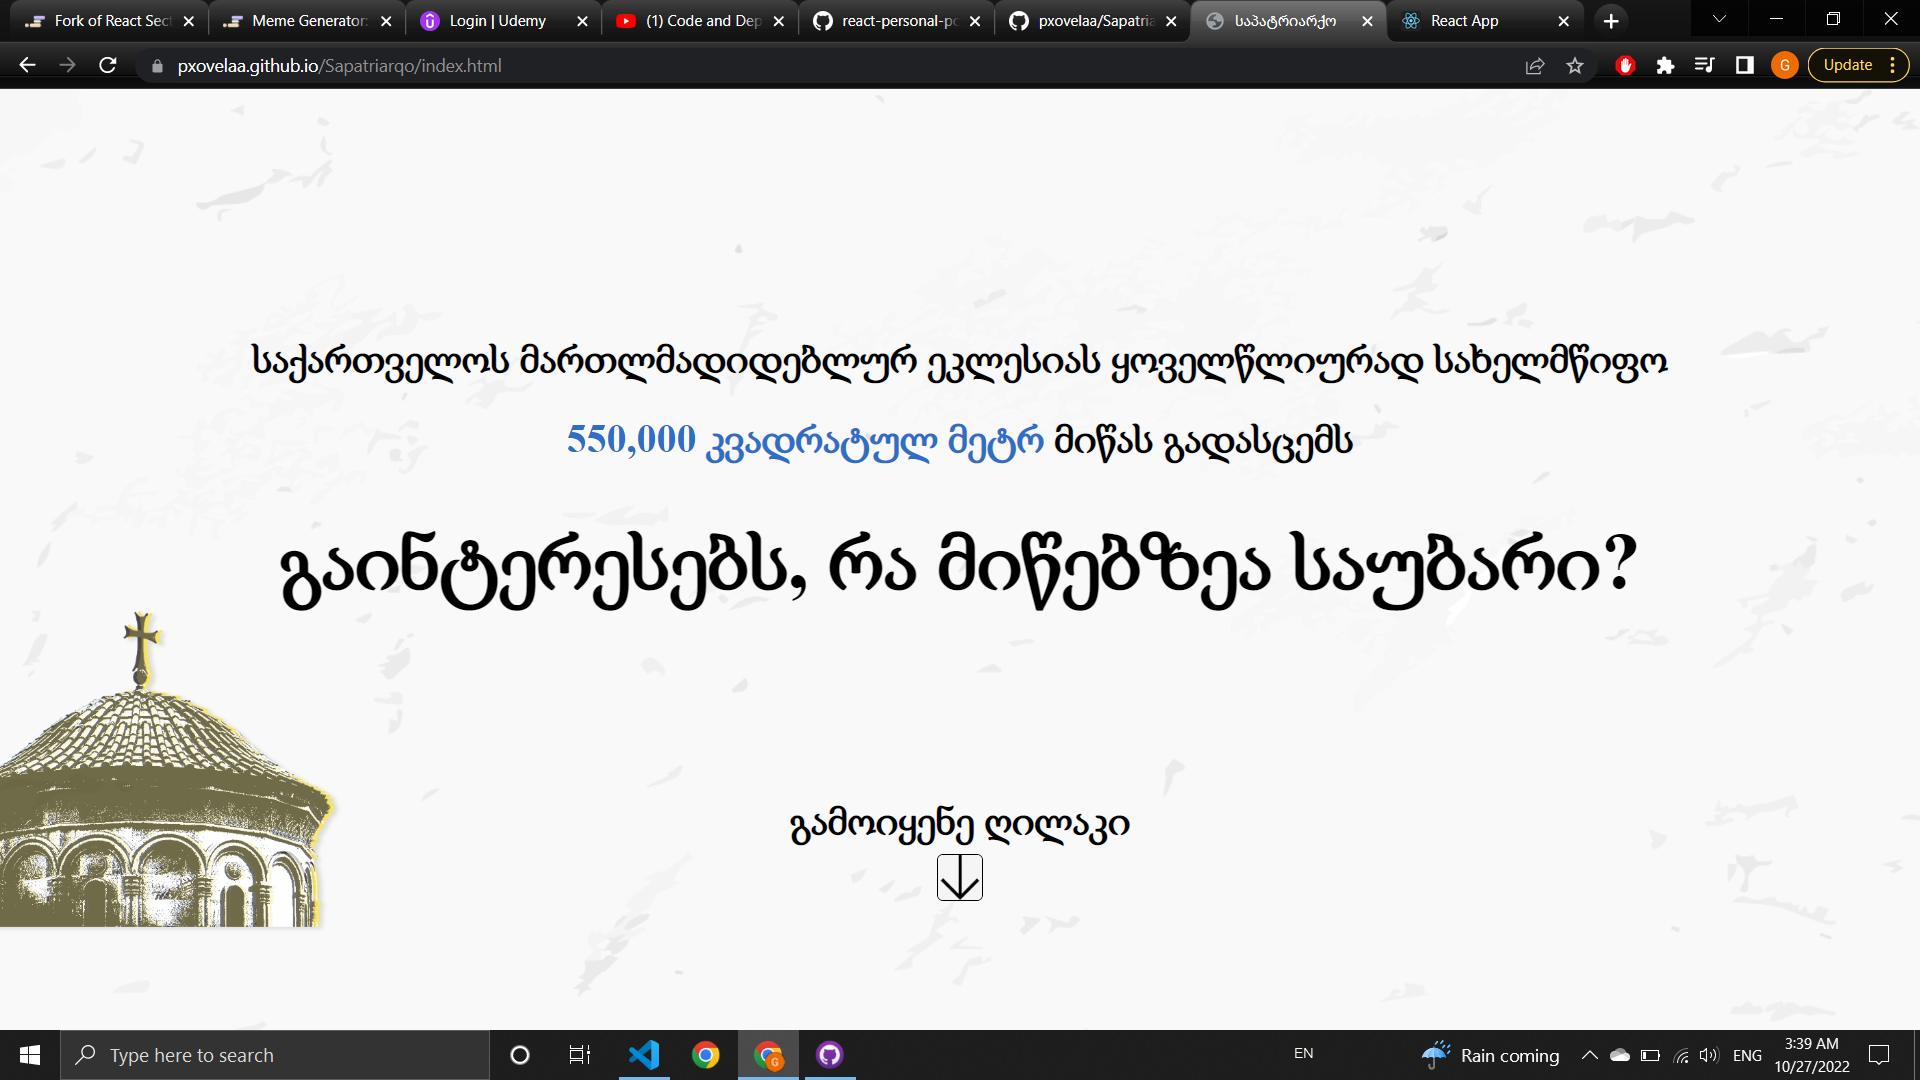 Fork of React Sect
Meme Generator:
Login | Udemy
(1) Code and Dep
react-personal-po
pxovelaa/Sapatria
საპატრიარქო
React App
pxovelaa.github.io/Sapatriarqo/index.html
G
Update
საქართველოს მართლმადიდებლურ ეკლესიას ყოველწლიურად სახელმწიფო
550,000 კვადრატულ მეტრ მიწას გადასცემს
გაინტერესებს, რა მიწებზეა საუბარი?
გამოიყენე ღილაკი
Type here to search
G
EN
Rain coming
ENG
3:39 AM
10/27/2022